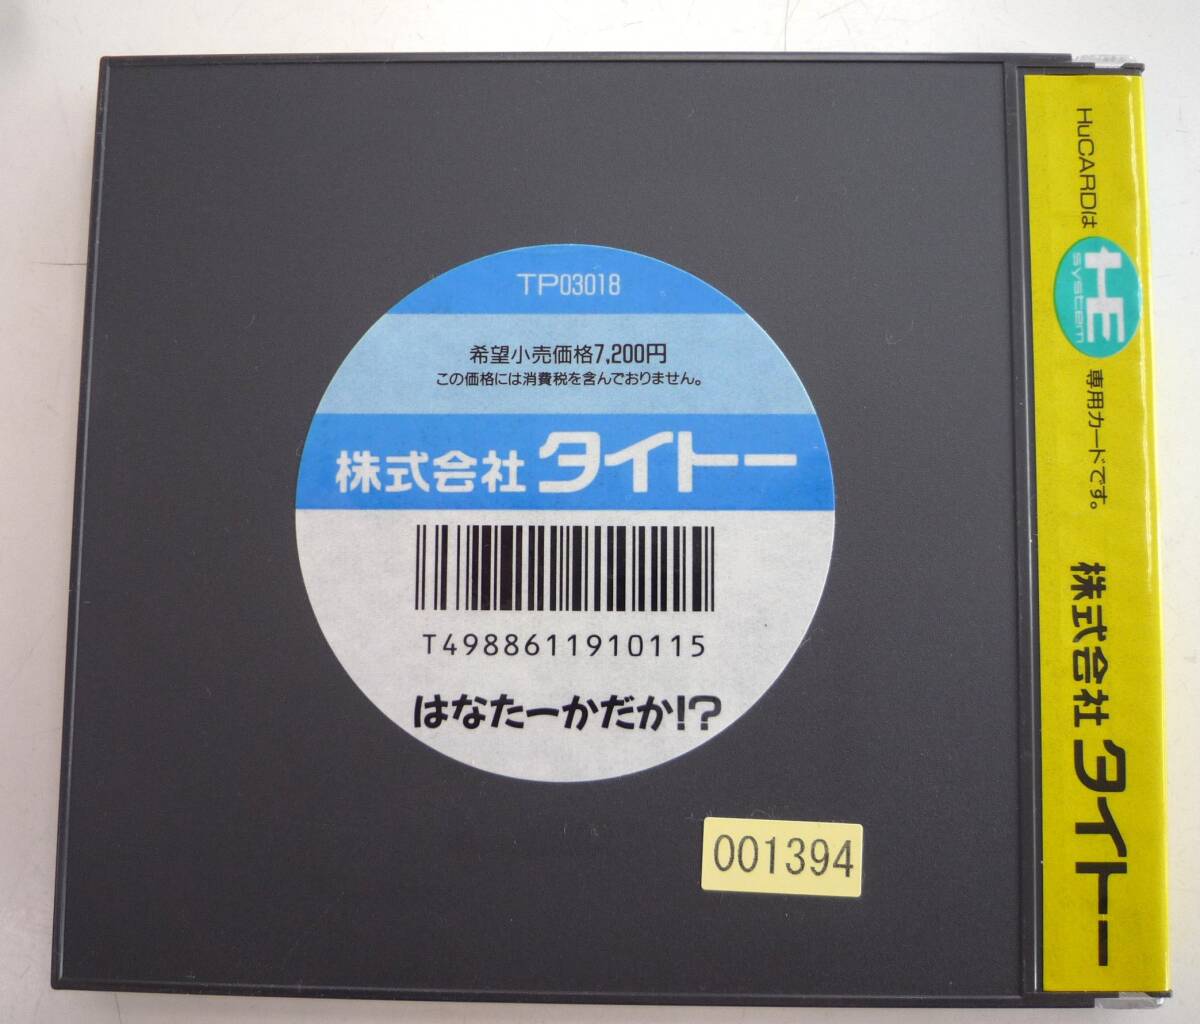 TP03018
希望小売価格7,200円
この価格には消費税を含んでおりません。
株式会社 タイトー
T4988611910115
はなたーかだか!?
001394
HuCARDは
HE
system
専用カードです。
株式会社 タイトー